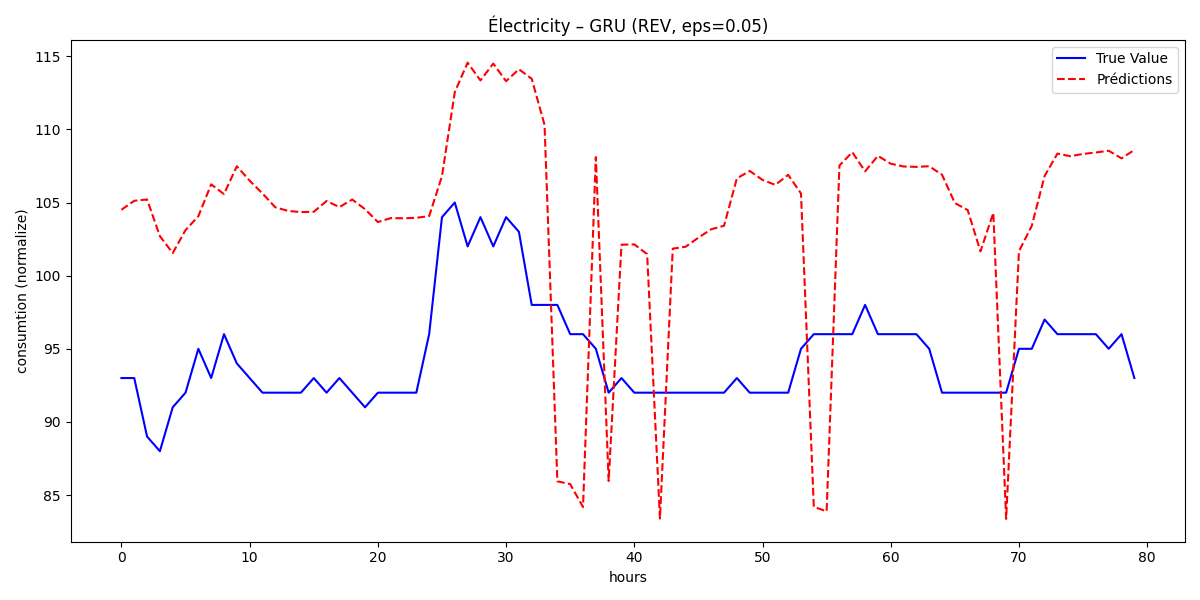 Électricity – GRU (REV, eps=0.05)
True Value
Prédictions
consumtion (normalize)
115
110
105
100
95
90
85
0 10 20 30 40 50 60 70 80
hours